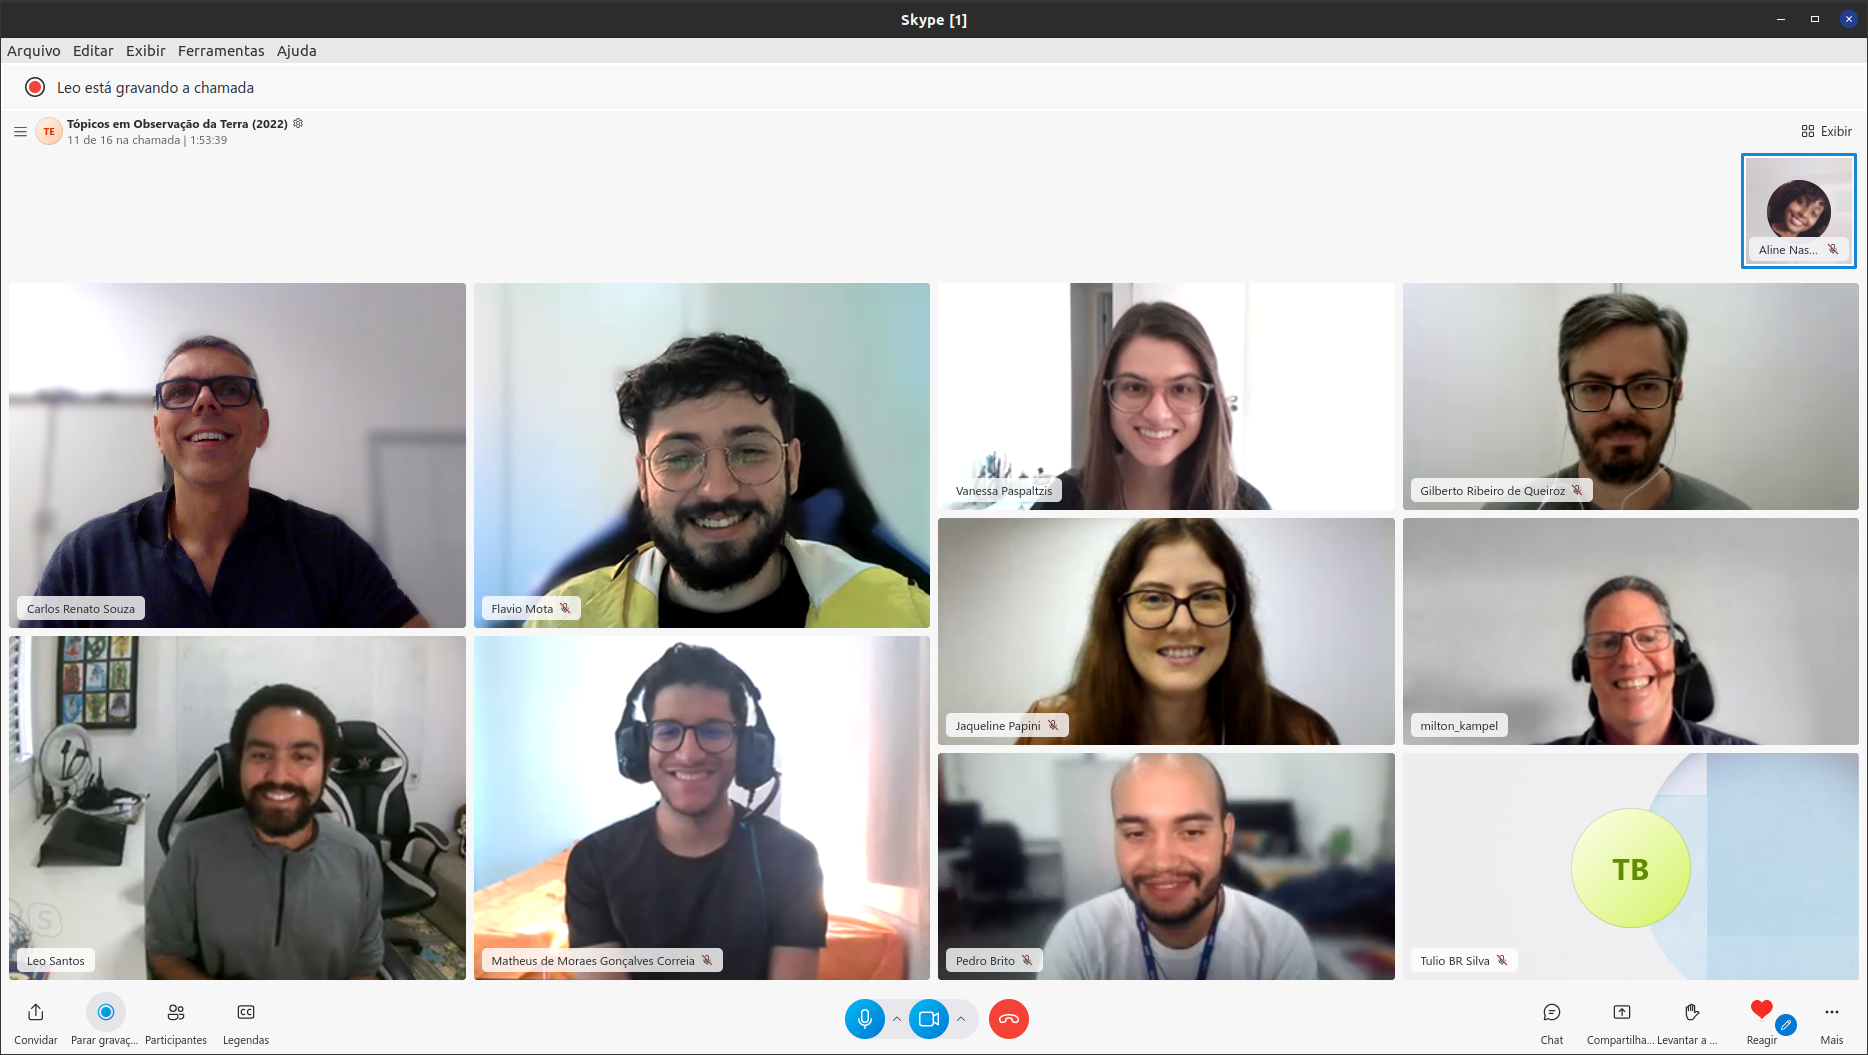 Skype [1]
Arquivo Editar Exibir Ferramentas Ajuda
Leo está gravando a chamada
TE
Tópicos em Observação da Terra (2022)
11 de 16 na chamada | 1:53:39
Exibir
Aline Nas...
Carlos Renato Souza
Flavio Mota
Vanessa Paspaltzis
Gilberto Ribeiro de Queiroz
Jaqueline Papini
milton_kampel
Leo Santos
Matheus de Moraes Gonçalves Correia
Pedro Brito
TB
Tulio BR Silva
CC
Convidar Parar gravaç... Participantes Legendas
Chat Compartilha... Levantar a ... Reagir Mais